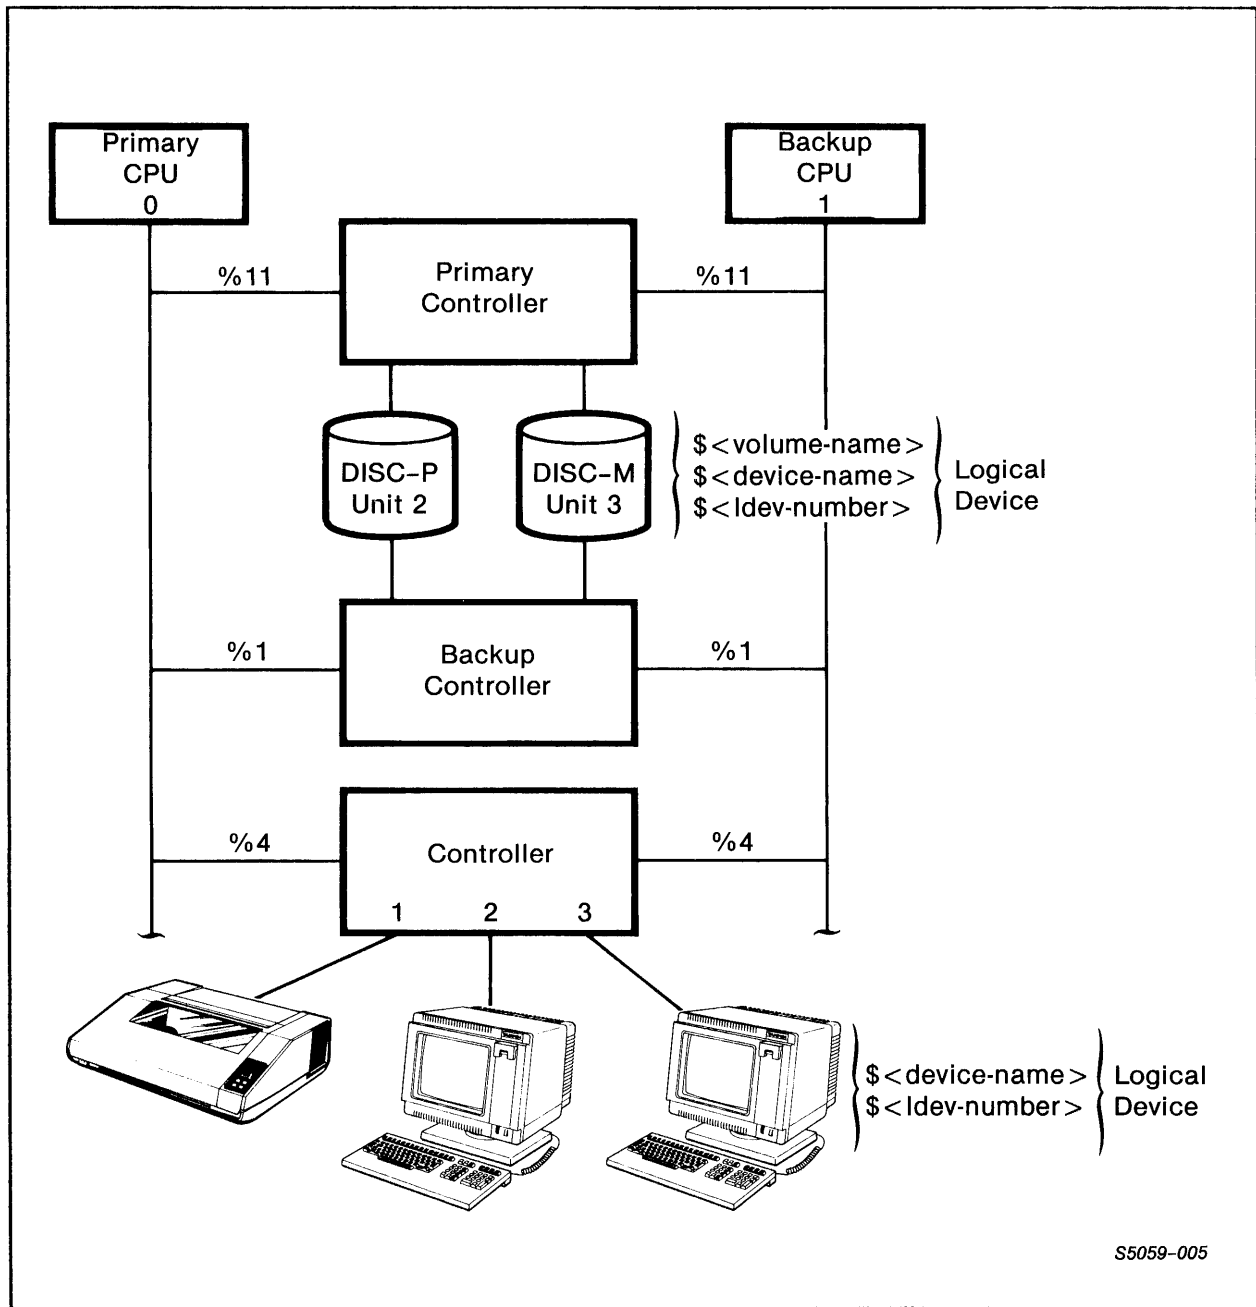 Primary
CPU
0
Backup
CPU
1
%11
Primary
Controller
%11
DISC-P
Unit 2
DISC-M
Unit 3
$<volume-name>
$<device-name>
$<ldev-number>
Logical
Device
%1
Backup
Controller
%1
%4
Controller
%4
1 2 3
$<device-name>
$<ldev-number>
Logical
Device
S5059-005